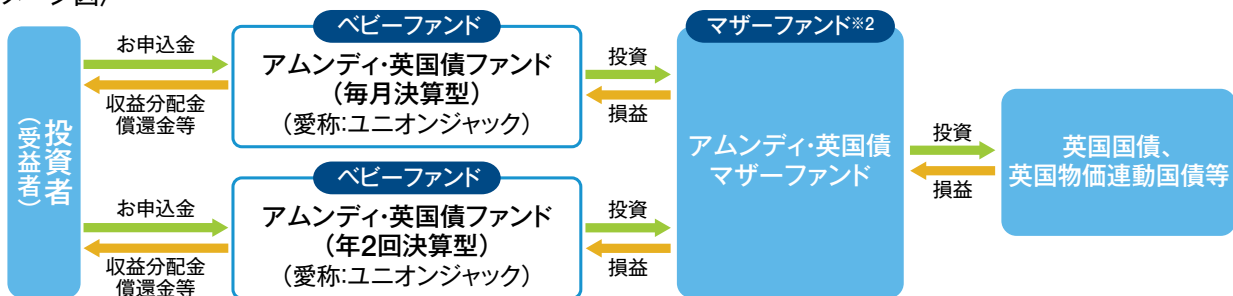 メージ図)
投資者
(受益者)
お申込金
収益分配金
償還金等
ベビーファンド
アムンディ・英国債ファンド
(毎月決算型)
(愛称:ユニオンジャック)
投資
損益
お申込金
収益分配金
償還金等
ベビーファンド
アムンディ・英国債ファンド
(年2回決算型)
(愛称:ユニオンジャック)
投資
損益
マザーファンド※2
アムンディ・英国債
マザーファンド
投資
損益
英国国債、
英国物価連動国債等